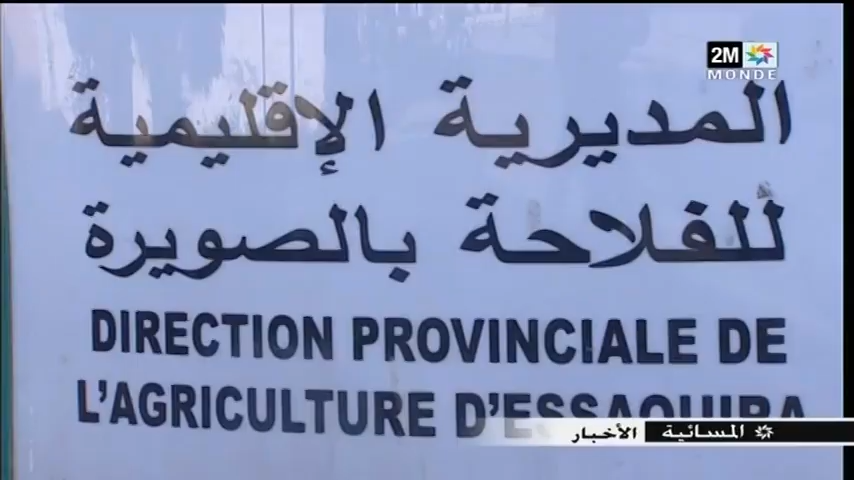 2M
MONDE
المديرية الإقليمية
للفلاحة بالصويرة
DIRECTION PROVINCIALE DE
L'AGRICULTURE D'ESSAOUIRA
المسائية الأخبار